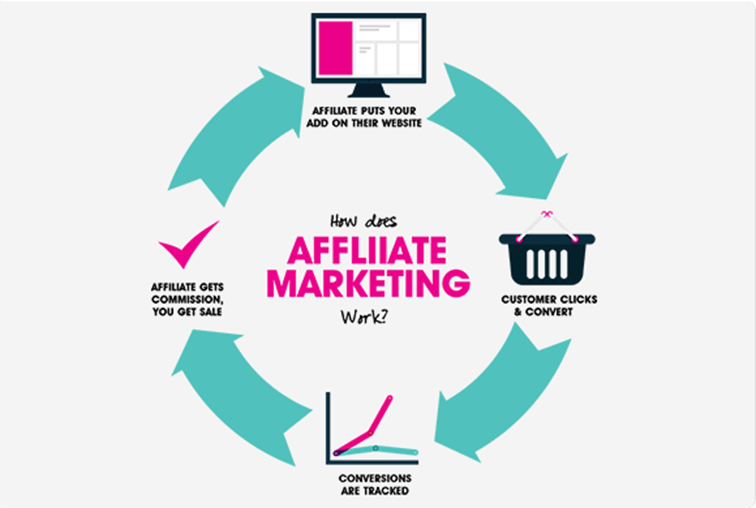 AFFILIATE PUTS YOUR
ADD ON THEIR WEBSITE
How does
AFFLIIATE
MARKETING
Work?
CUSTOMER CLICKS
& CONVERT
CONVERSIONS
ARE TRACKED
AFFILIATE GETS
COMMISSION,
YOU GET SALE